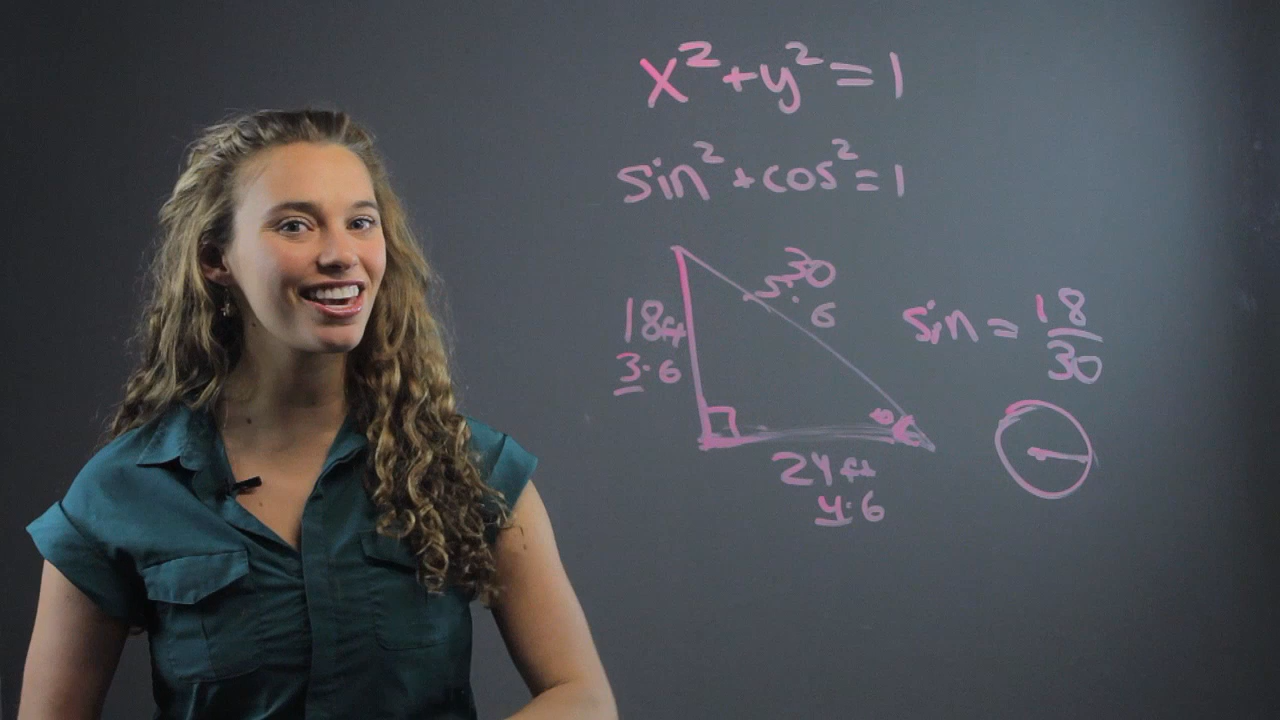 x²+y²=1
sin²+cos²=1
30
5·6
18ft
3·6
sin = 18/30
θ
24ft
4·6